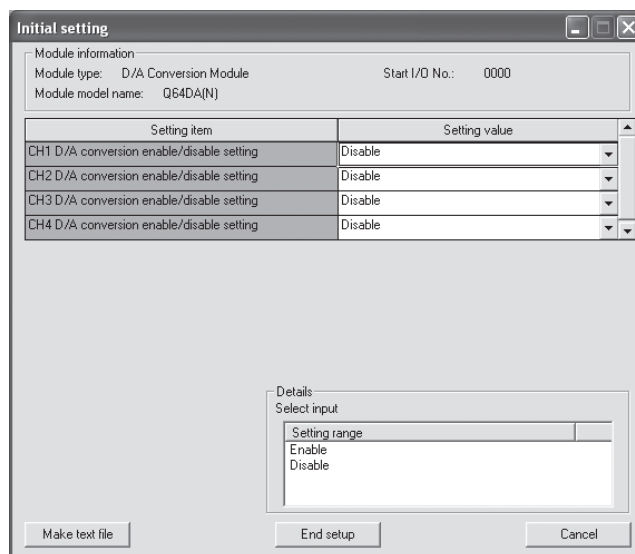 Initial setting
Module information
Module type: D/A Conversion Module Start I/O No.: 0000
Module model name: Q64DA(N)
Setting item Setting value
CH1 D/A conversion enable/disable setting Disable
CH2 D/A conversion enable/disable setting Disable
CH3 D/A conversion enable/disable setting Disable
CH4 D/A conversion enable/disable setting Disable
Details
Select input
Setting range
Enable
Disable
Make text file End setup Cancel